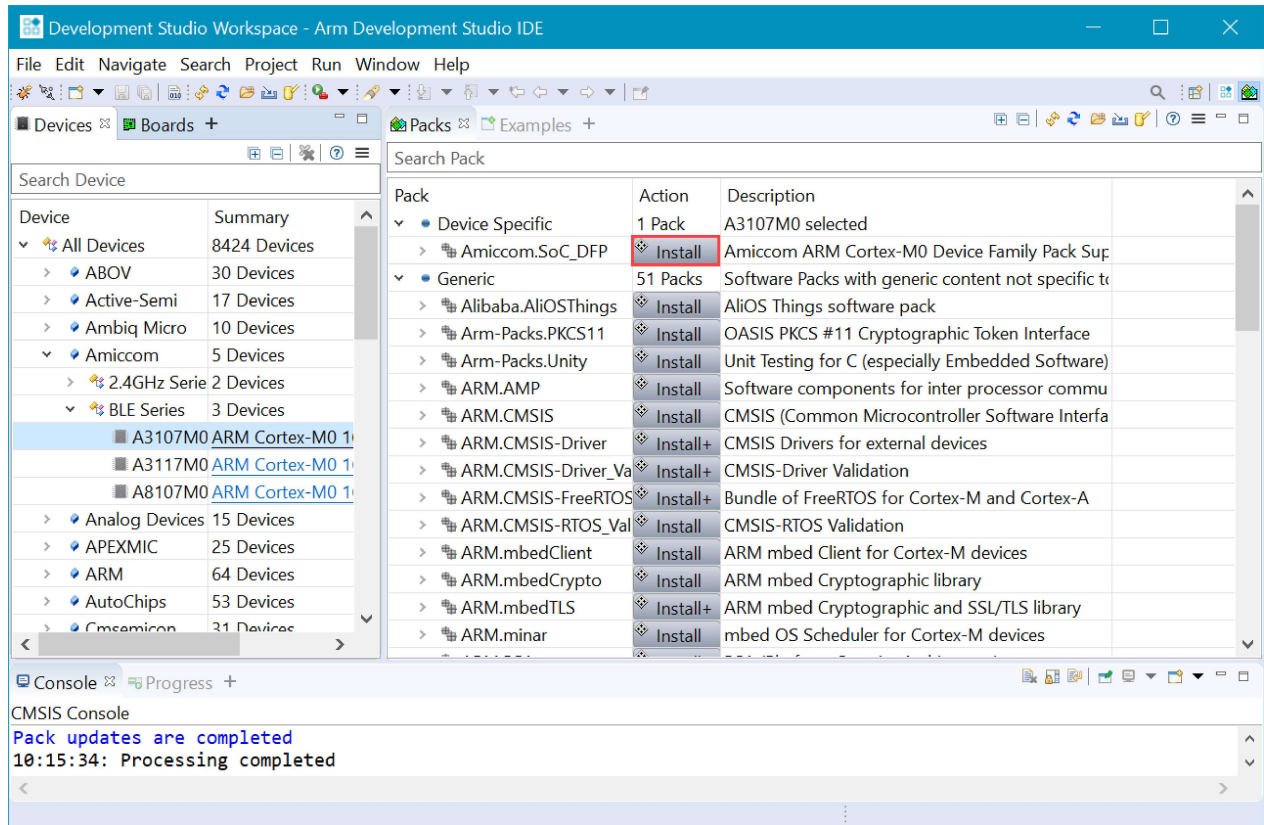 Development Studio Workspace - Arm Development Studio IDE
File Edit Navigate Search Project Run Window Help
Devices Boards
Search Device
Device Summary
All Devices 8424 Devices
ABOV 30 Devices
Active-Semi 17 Devices
Ambiq Micro 10 Devices
Amiccom 5 Devices
2.4GHz Serie 2 Devices
BLE Series 3 Devices
A3107M0 ARM Cortex-M0 1
A3117M0 ARM Cortex-M0 1
A8107M0 ARM Cortex-M0 1
Analog Devices 15 Devices
APEXMIC 25 Devices
ARM 64 Devices
AutoChips 53 Devices
Cmsemicon 31 Devices
Packs Examples
Search Pack
Pack Action Description
Device Specific 1 Pack A3107M0 selected
Amiccom.SoC_DFP Install Amiccom ARM Cortex-M0 Device Family Pack Sup
Generic 51 Packs Software Packs with generic content not specific to
Alibaba.AliOSThings Install AliOS Things software pack
Arm-Packs.PKCS11 Install OASIS PKCS #11 Cryptographic Token Interface
Arm-Packs.Unity Install Unit Testing for C (especially Embedded Software)
ARM.AMP Install Software components for inter processor commu
ARM.CMSIS Install CMSIS (Common Microcontroller Software Interfa
ARM.CMSIS-Driver Install+ CMSIS Drivers for external devices
ARM.CMSIS-Driver_Va Install+ CMSIS-Driver Validation
ARM.CMSIS-FreeRTOS Install+ Bundle of FreeRTOS for Cortex-M and Cortex-A
ARM.CMSIS-RTOS_Val Install CMSIS-RTOS Validation
ARM.mbedClient Install ARM mbed Client for Cortex-M devices
ARM.mbedCrypto Install ARM mbed Cryptographic library
ARM.mbedTLS Install+ ARM mbed Cryptographic and SSL/TLS library
ARM.minar Install mbed OS Scheduler for Cortex-M devices
Console Progress
CMSIS Console
Pack updates are completed
10:15:34: Processing completed